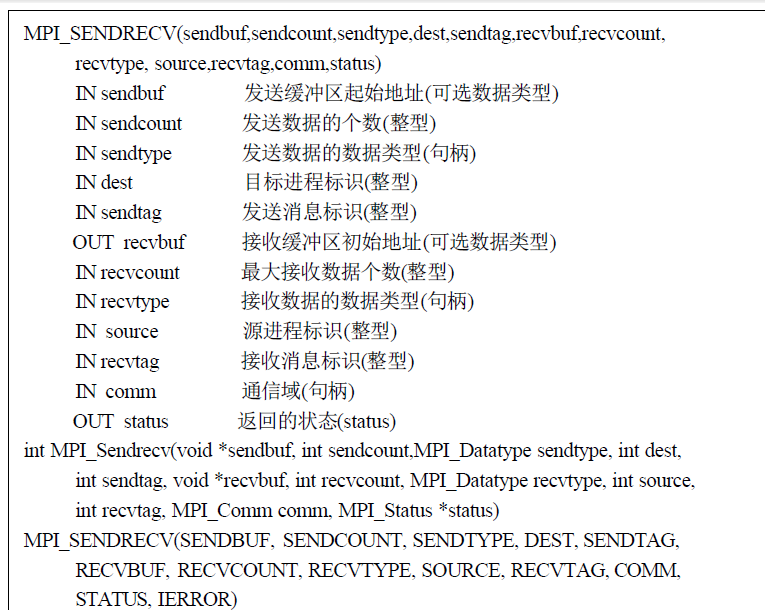 MPI_SENDRECV(sendbuf,sendcount,sendtype,dest,sendtag,recvbuf,recvcount,
recvtype, source,recvtag,comm,status)
IN sendbuf 发送缓冲区起始地址(可选数据类型)
IN sendcount 发送数据的个数(整型)
IN sendtype 发送数据的数据类型(句柄)
IN dest 目标进程标识(整型)
IN sendtag 发送消息标识(整型)
OUT recvbuf 接收缓冲区初始地址(可选数据类型)
IN recvcount 最大接收数据个数(整型)
IN recvtype 接收数据的数据类型(句柄)
IN source 源进程标识(整型)
IN recvtag 接收消息标识(整型)
IN comm 通信域(句柄)
OUT status 返回的状态(status)
int MPI_Sendrecv(void *sendbuf, int sendcount,MPI_Datatype sendtype, int dest,
int sendtag, void *recvbuf, int recvcount, MPI_Datatype recvtype, int source,
int recvtag, MPI_Comm comm, MPI_Status *status)
MPI_SENDRECV(SENDBUF, SENDCOUNT, SENDTYPE, DEST, SENDTAG,
RECVBUF, RECVCOUNT, RECVTYPE, SOURCE, RECVTAG, COMM,
STATUS, IERROR)